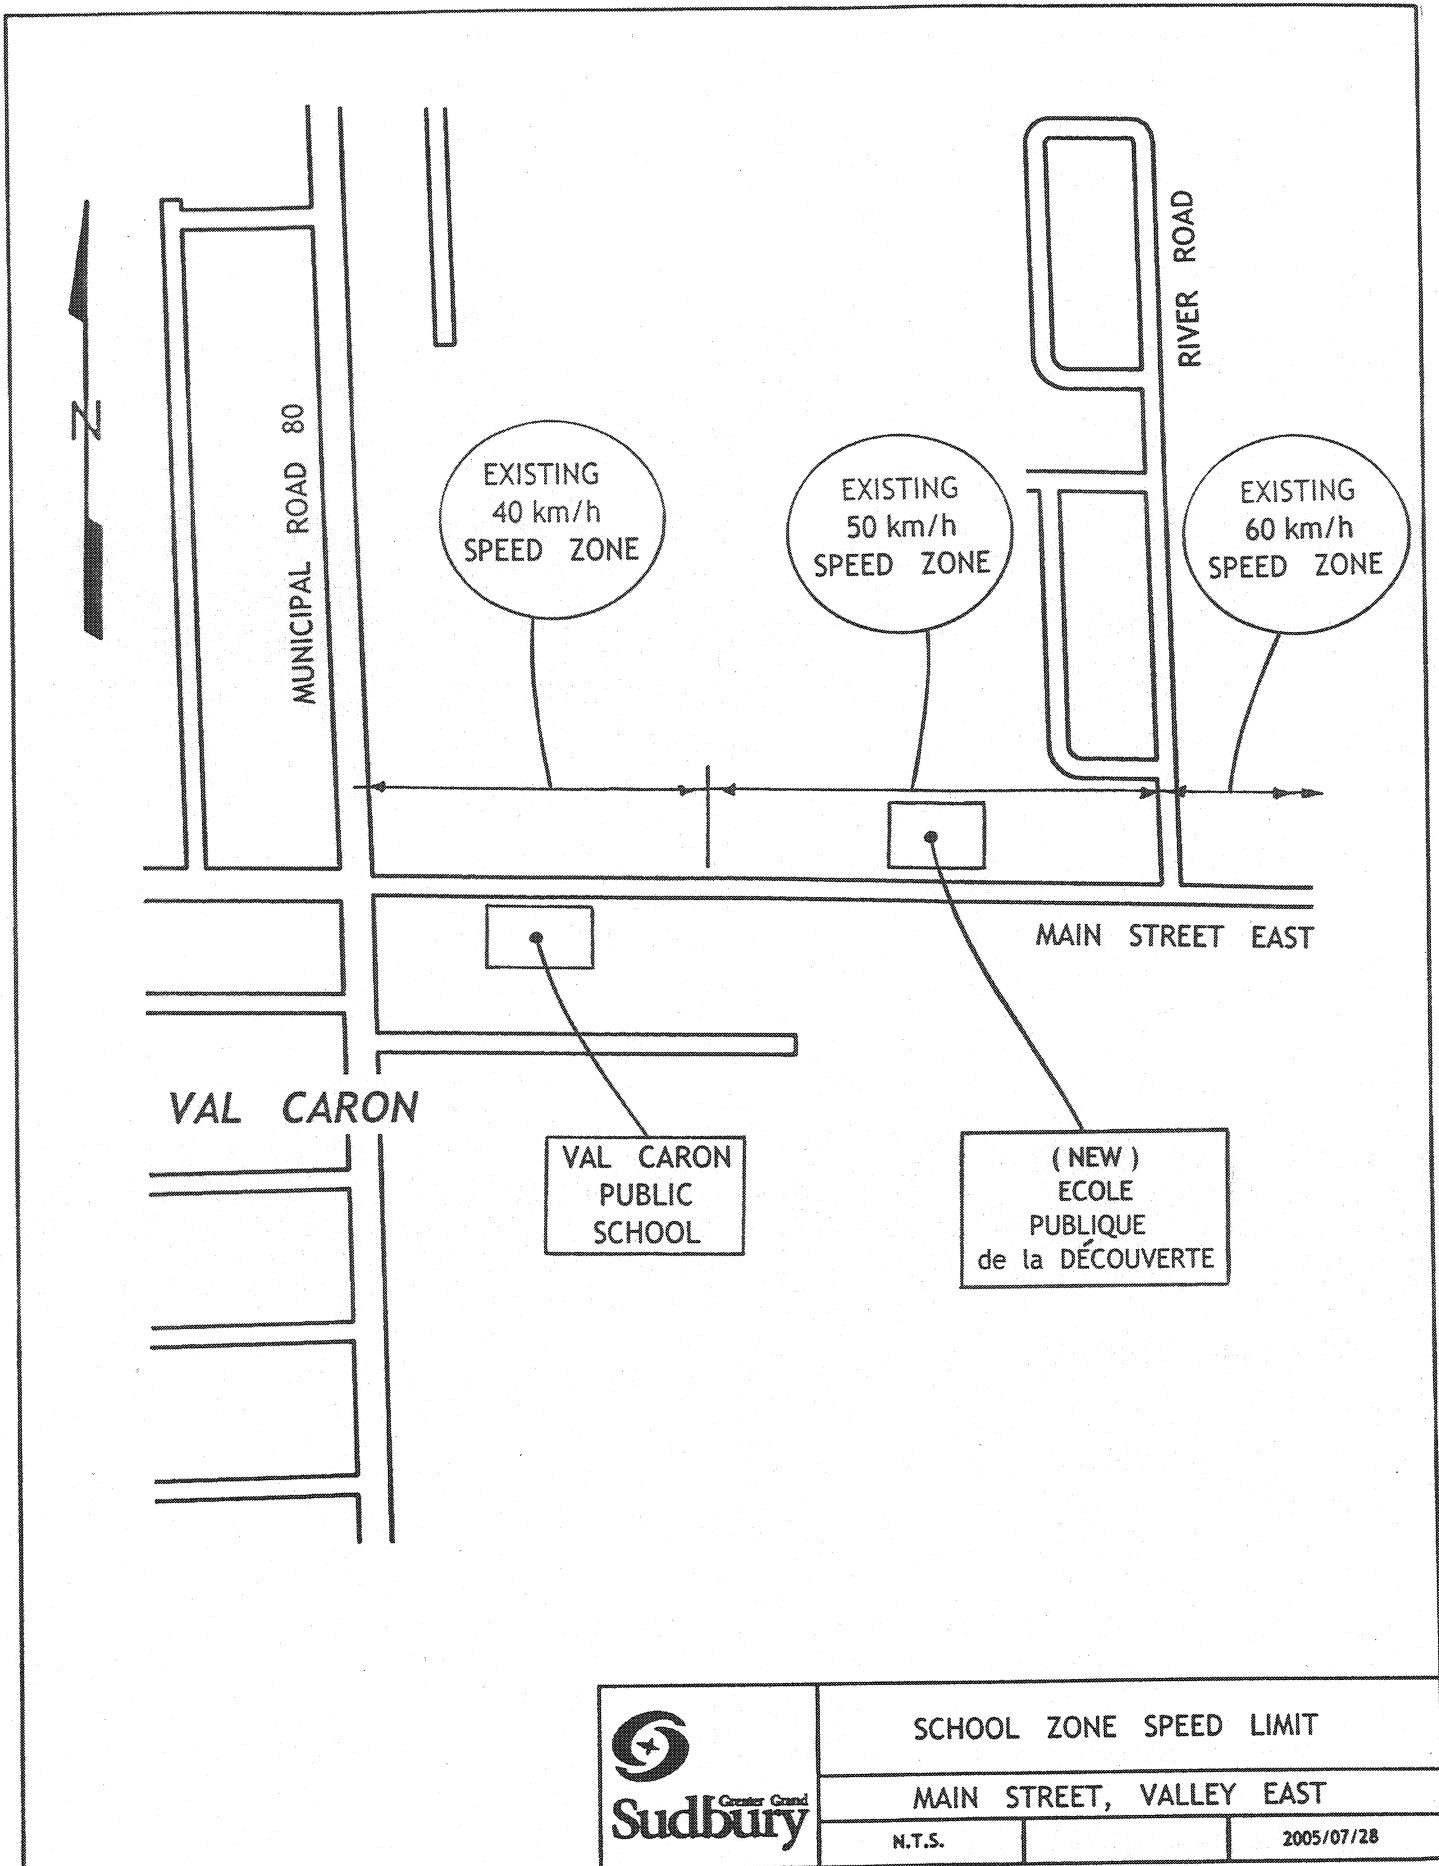 RIVER ROAD
MUNICIPAL ROAD 80
N
EXISTING
40 km/h
SPEED ZONE
EXISTING
50 km/h
SPEED ZONE
EXISTING
60 km/h
SPEED ZONE
MAIN STREET EAST
VAL CARON
VAL CARON
PUBLIC
SCHOOL
( NEW )
ECOLE
PUBLIQUE
de la DÉCOUVERTE
SCHOOL ZONE SPEED LIMIT
MAIN STREET, VALLEY EAST
Greater Grand
Sudbury
N.T.S.
2005/07/28